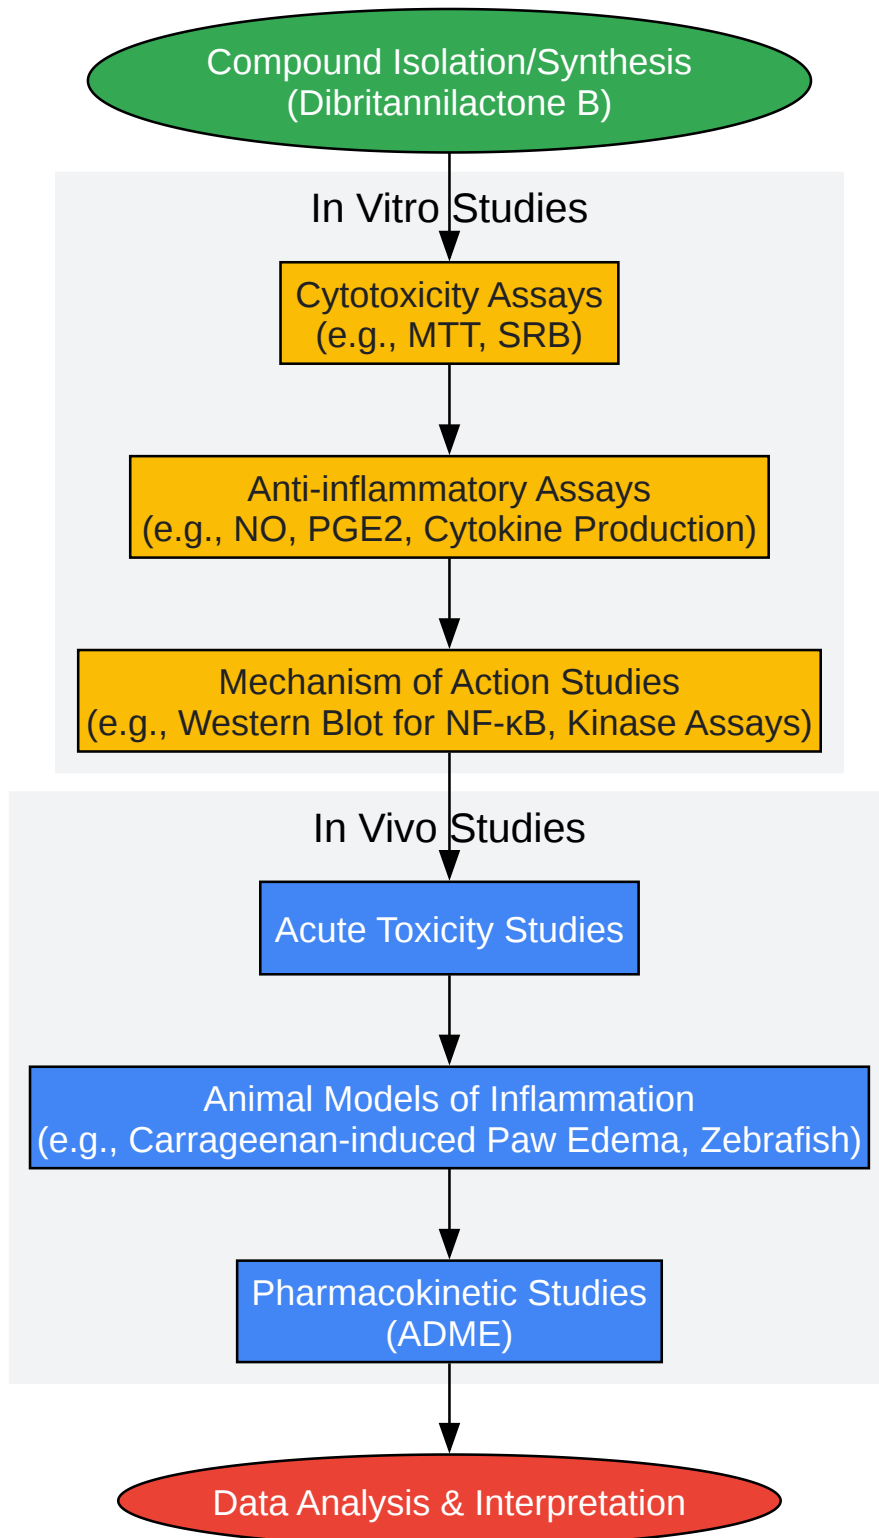 Compound Isolation/Synthesis
(Dibritannilactone B)
In Vitro Studies
Cytotoxicity Assays
(e.g., MTT, SRB)
Anti-inflammatory Assays
(e.g., NO, PGE2, Cytokine Production)
Mechanism of Action Studies
(e.g., Western Blot for NF-κB, Kinase Assays)
In Vivo Studies
Acute Toxicity Studies
Animal Models of Inflammation
(e.g., Carrageenan-induced Paw Edema, Zebrafish)
Pharmacokinetic Studies
(ADME)
Data Analysis & Interpretation